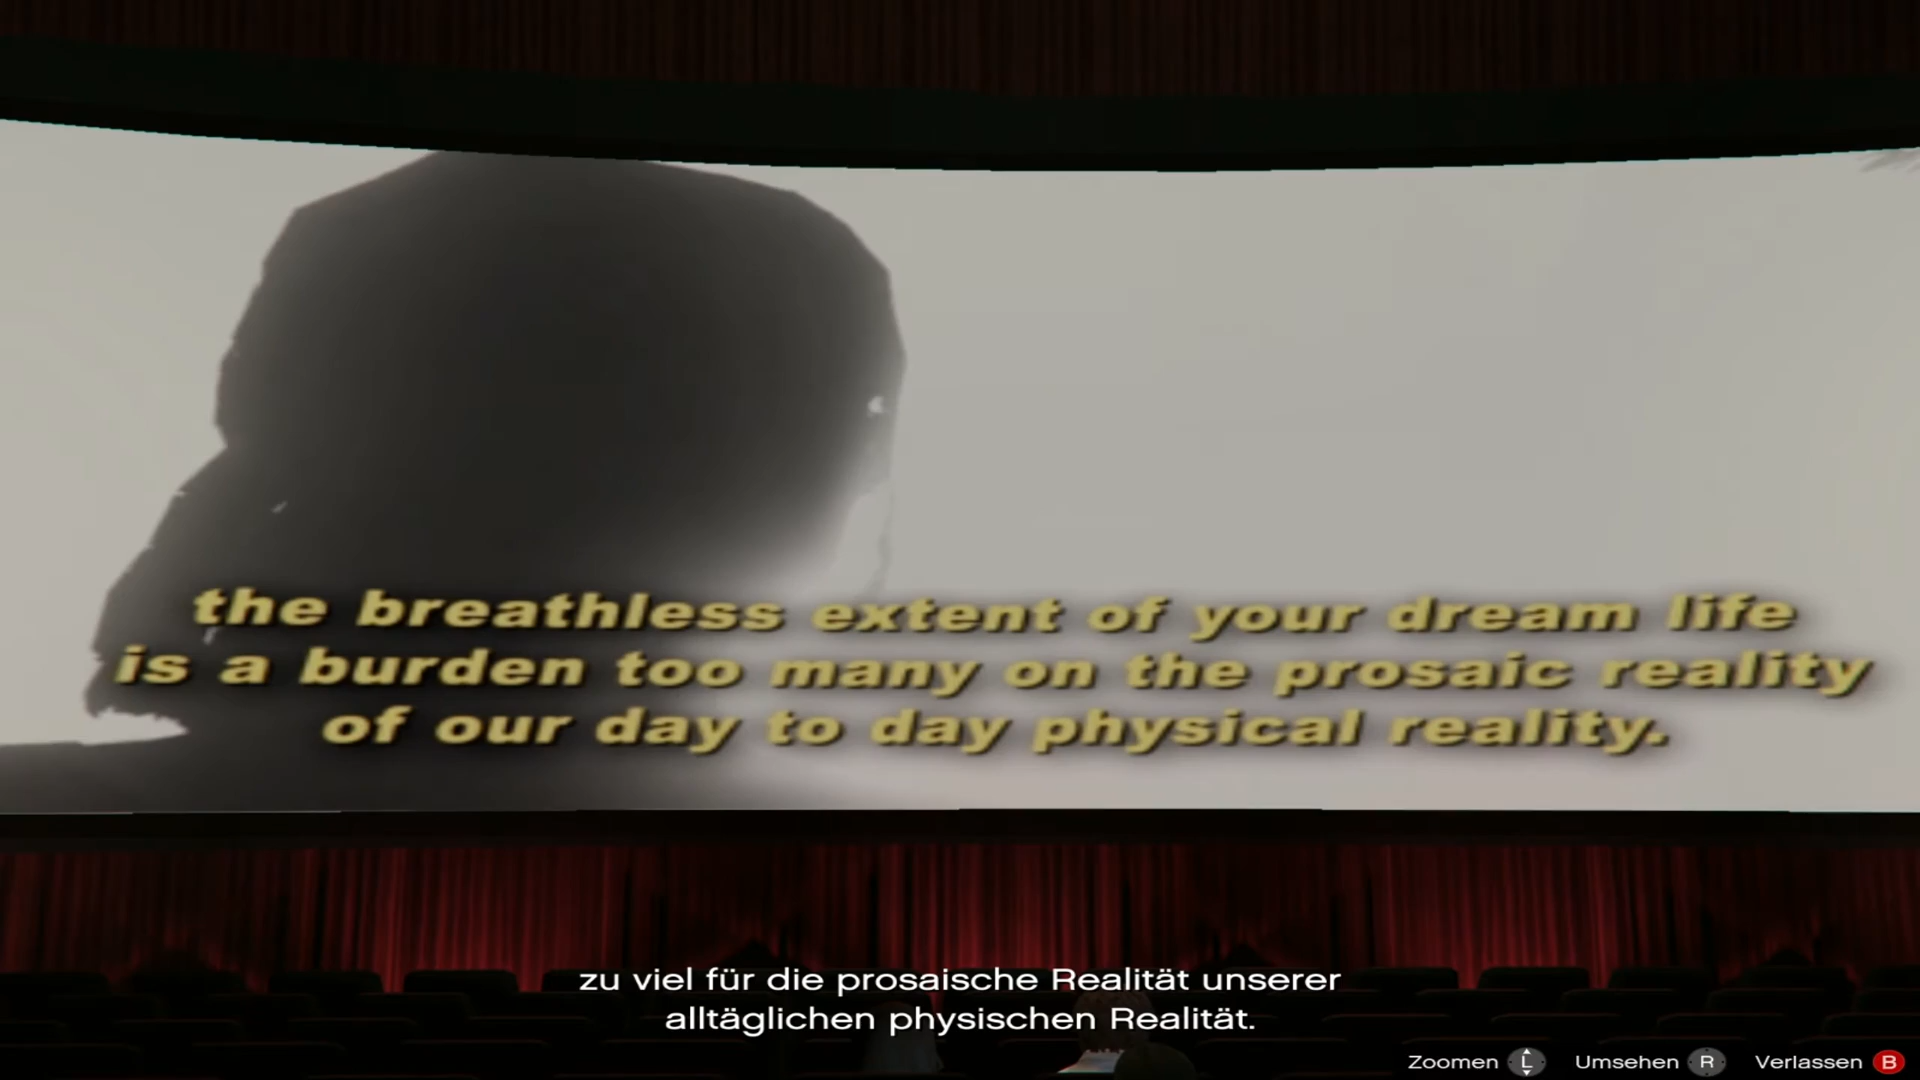 the breathless extent of your dream life
is a burden too many on the prosaic reality
of our day to day physical reality.
zu viel für die prosaische Realität unserer
alltäglichen physischen Realität.
Zoomen L Umsehen R Verlassen B